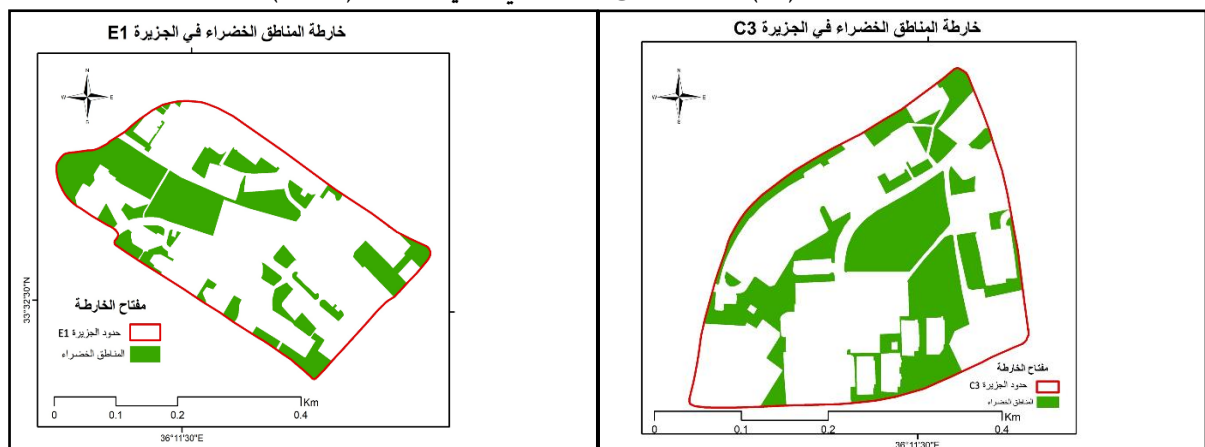 خارطة المناطق الخضراء في الجزيرة E1
N
W E
S
33°32'30"N
مفتاح الخارطة
حدود الجزيرة E1
المناطق الخضراء
Km
0 0.1 0.2 0.4
36°11'30"E
خارطة المناطق الخضراء في الجزيرة C3
N
W E
S
مفتاح الخارطة
حدود الجزيرة C3
المناطق الخضراء
Km
0 0.1 0.2 0.4
36°11'30"E